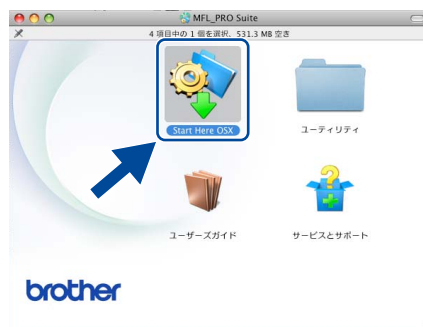 MFL_PRO Suite
4 項目中の 1 個を選択、531.3 MB 空き
Start Here OSX
ユーティリティ
ユーザーズガイド
サービスとサポート
brother